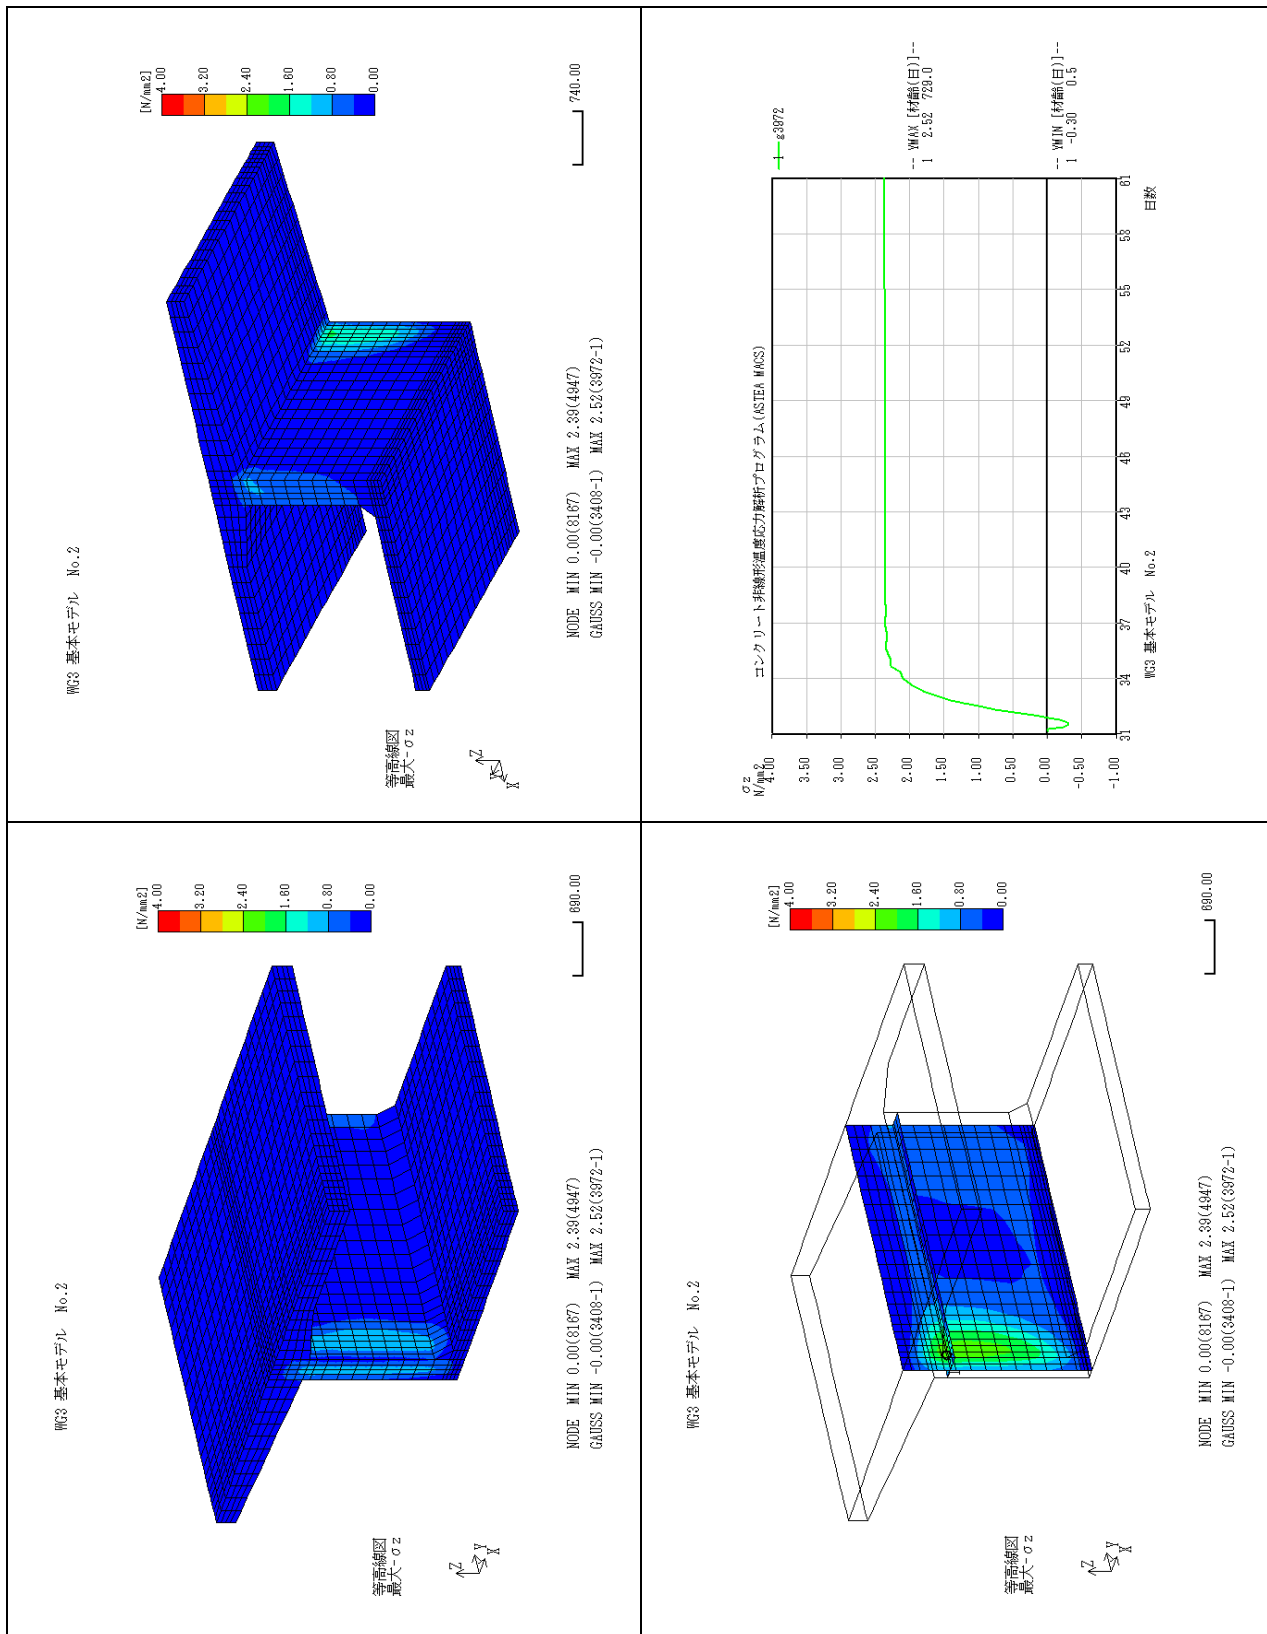 WG3 基本モデル No.2
[N/mm2]
4.00
3.20
2.40
1.60
0.80
0.00
等高線図
最大-σz
Z
Y
X
740.00
NODE MIN 0.00(8167) MAX 2.39(4947)
GAUSS MIN -0.00(3408-1) MAX 2.52(3972-1)
コンクリート非線形温度応力解析プログラム(ASTEA MACS)
σz
N/mm2
4.00
3.50
3.00
2.50
2.00
1.50
1.00
0.50
0.00
-0.50
-1.00
31
34
37
40
43
46
49
52
55
58
61
日数
1 g3972
-- YMAX [材齢(日)]--
1 2.52 729.0
-- YMIN [材齢(日)]--
1 -0.30 0.5
WG3 基本モデル No.2
WG3 基本モデル No.2
[N/mm2]
4.00
3.20
2.40
1.60
0.80
0.00
等高線図
最大-σz
Z
Y
X
690.00
NODE MIN 0.00(8167) MAX 2.39(4947)
GAUSS MIN -0.00(3408-1) MAX 2.52(3972-1)
WG3 基本モデル No.2
[N/mm2]
4.00
3.20
2.40
1.60
0.80
0.00
等高線図
最大-σz
Z
Y
X
690.00
NODE MIN 0.00(8167) MAX 2.39(4947)
GAUSS MIN -0.00(3408-1) MAX 2.52(3972-1)